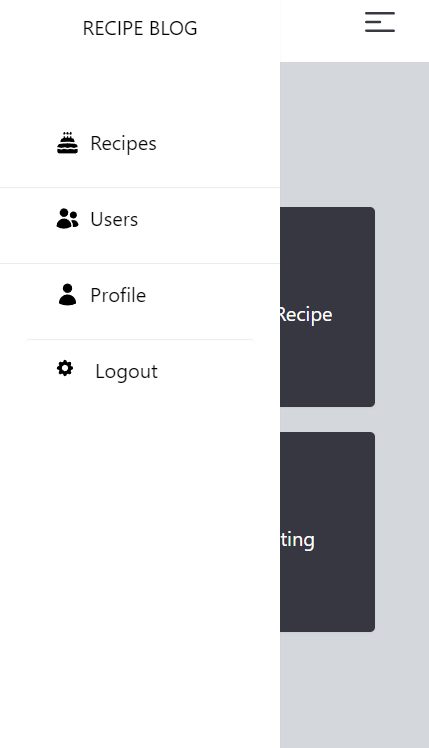 RECIPE BLOG
Recipes
Users
Profile
Recipe
Logout
ting